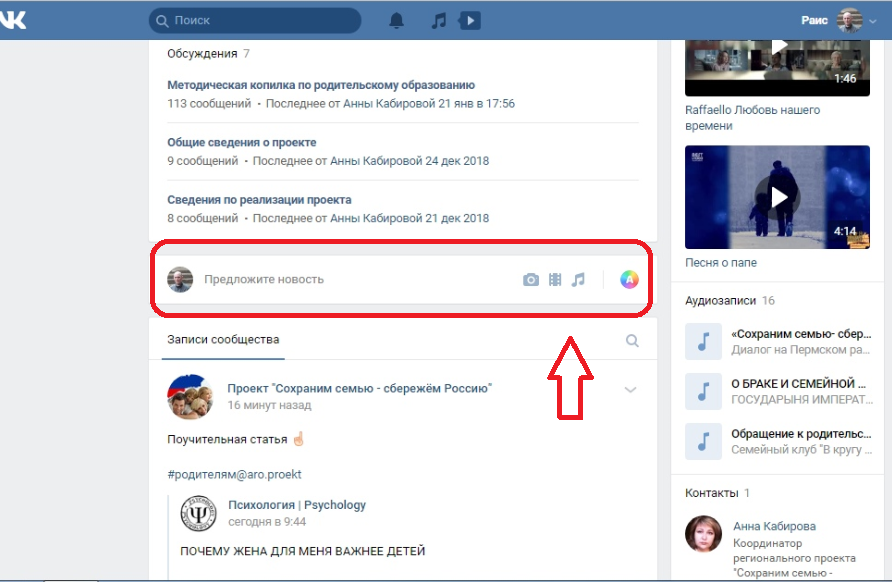 Поиск
Раис
Обсуждения 7
Методическая копилка по родительскому образованию
113 сообщений • Последнее от Анны Кабировой 21 янв в 17:56
Общие сведения о проекте
9 сообщений • Последнее от Анны Кабировой 24 дек 2018
Сведения по реализации проекта
8 сообщений • Последнее от Анны Кабировой 21 дек 2018
Предложите новость
A
Записи сообщества
Проект "Сохраним семью - сбережём Россию"
16 минут назад
Поучительная статья
#родителям@aro.proekt
Психология | Psychology
сегодня в 9:44
ПОЧЕМУ ЖЕНА ДЛЯ МЕНЯ ВАЖНЕЕ ДЕТЕЙ
1:46
Raffaello Любовь нашего
времени
4:14
Песня о папе
Аудиозаписи 16
«Сохраним семью- сбер...
Диалог на Пермском ра...
О БРАКЕ И СЕМЕЙНОЙ ...
ГОСУДАРЫНЯ ИМПЕРАТ...
Обращение к родительс...
Семейный клуб "В кругу ...
Контакты 1
Анна Кабирова
Координатор
регионального проекта
"Сохраним семью -